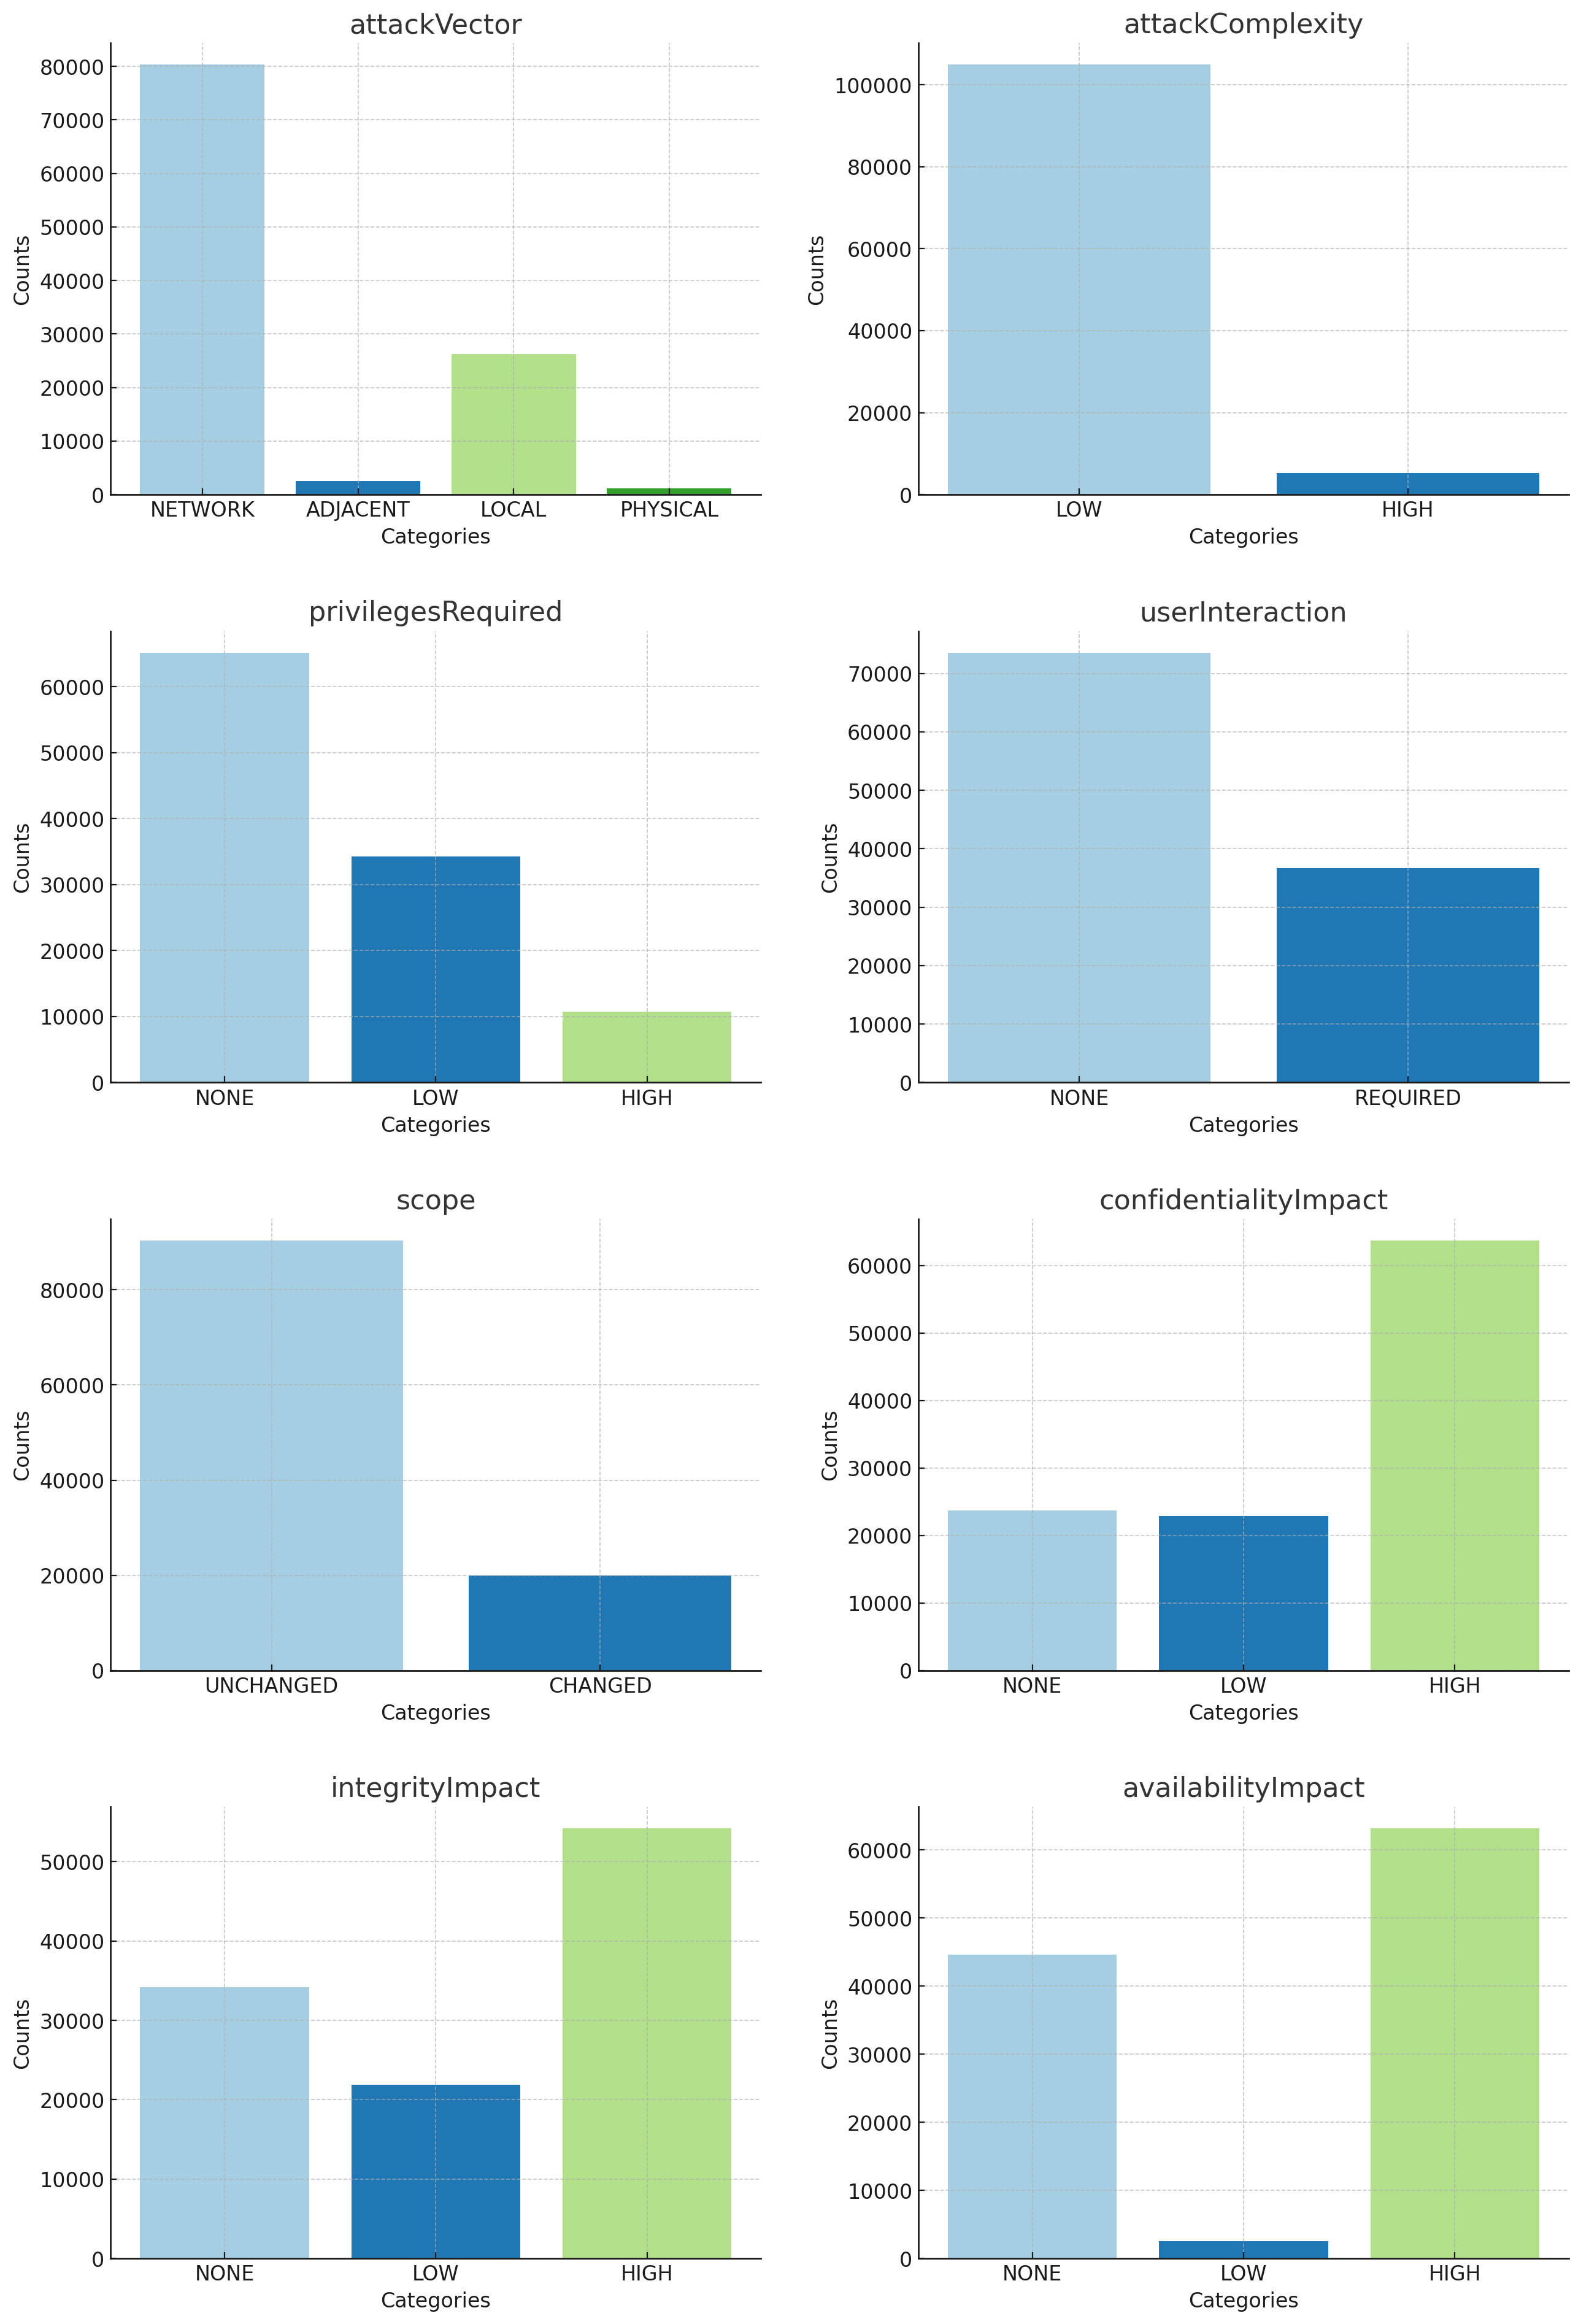 attackVector
80000
70000
60000
50000
40000
30000
20000
10000
0
Counts
NETWORK ADJACENT LOCAL PHYSICAL
Categories
attackComplexity
100000
80000
60000
40000
20000
0
Counts
LOW HIGH
Categories
privilegesRequired
60000
50000
40000
30000
20000
10000
0
Counts
NONE LOW HIGH
Categories
userInteraction
70000
60000
50000
40000
30000
20000
10000
0
Counts
NONE REQUIRED
Categories
scope
80000
60000
40000
20000
0
Counts
UNCHANGED CHANGED
Categories
confidentialityImpact
60000
50000
40000
30000
20000
10000
0
Counts
NONE LOW HIGH
Categories
integrityImpact
50000
40000
30000
20000
10000
0
Counts
NONE LOW HIGH
Categories
availabilityImpact
60000
50000
40000
30000
20000
10000
0
Counts
NONE LOW HIGH
Categories